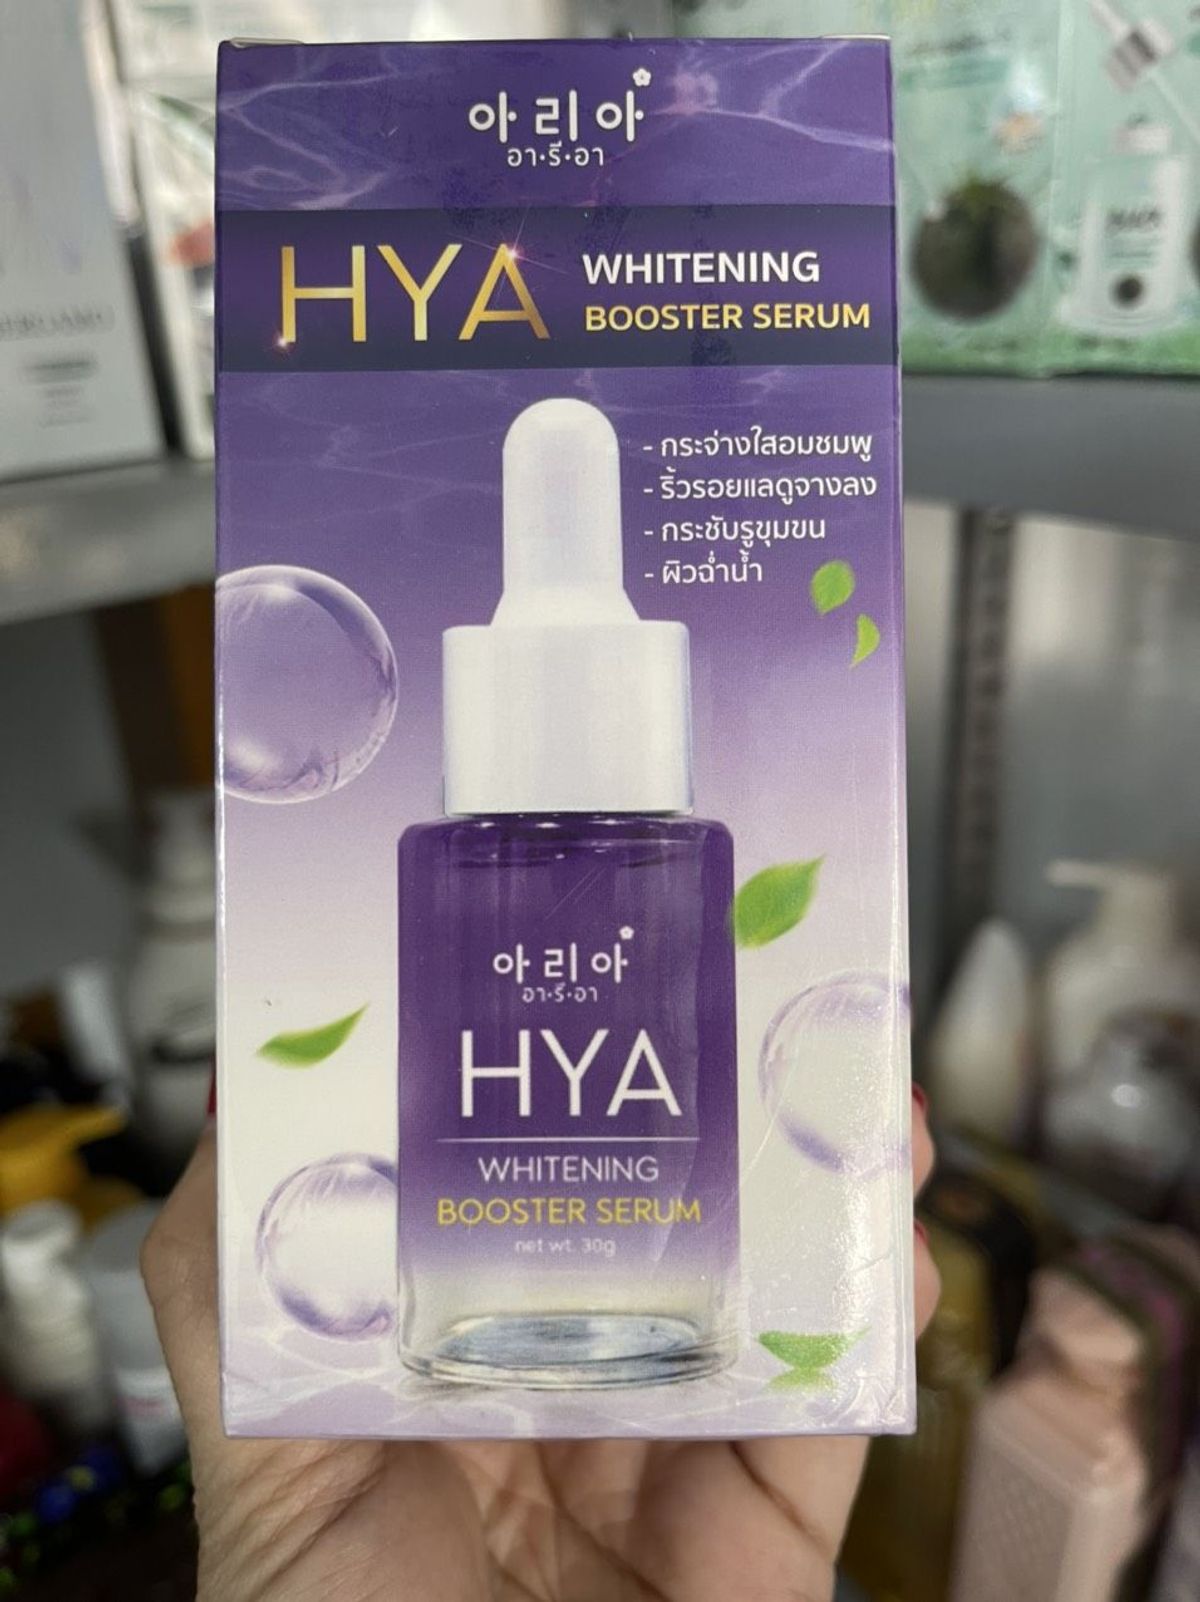 아리아
อา·รี·อา
HYA
WHITENING
BOOSTER SERUM
- กระจ่างใสอมชมพู
- ริ้วรอยแลดูจางลง
- กระชับรูขุมขน
- ผิวฉ่ำน้ำ
아리아
อา·รี·อา
HYA
WHITENING
BOOSTER SERUM
net wt. 30g